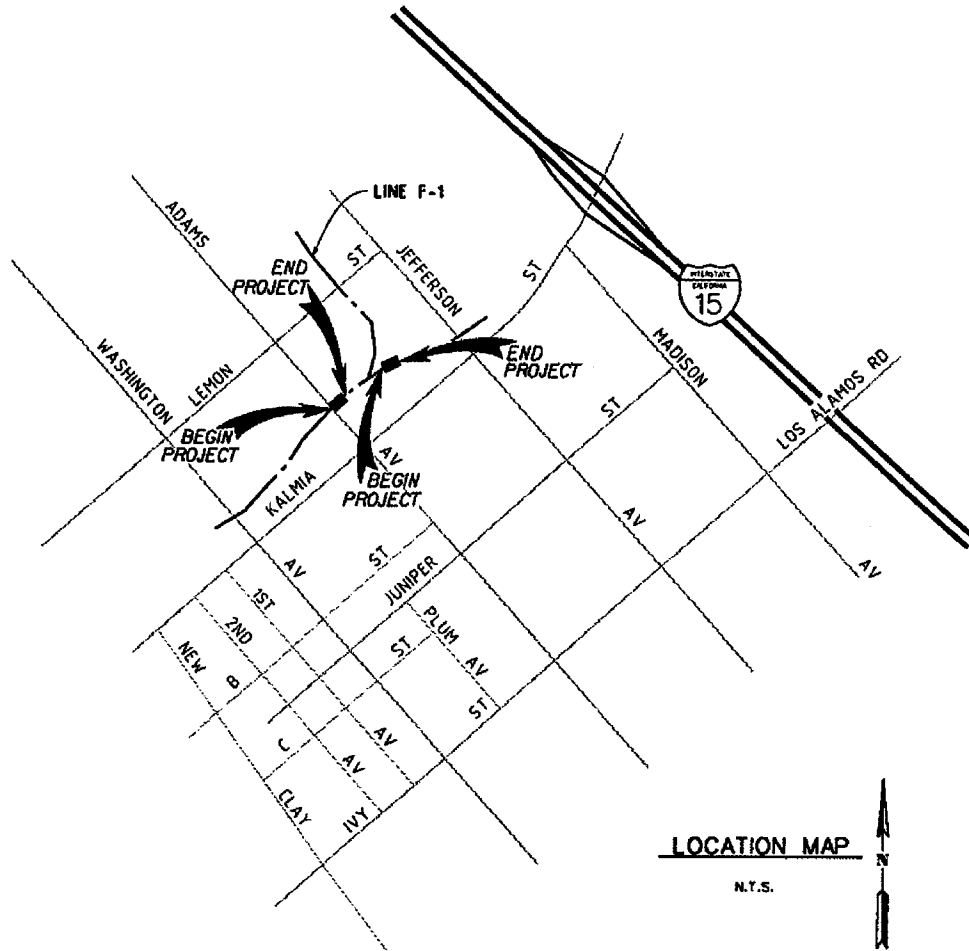 LINE F-1
ADAMS
JEFFERSON
ST
END
PROJECT
ST
INTERSTATE
CALIFORNIA
15
WASHINGTON
LEMON
END
PROJECT
MADISON
LOS ALAMOS RD
BEGIN
PROJECT
ST
AV
BEGIN
PROJECT
KALMIA
AV
AV
AV
ST
JUNIPER
1ST
2ND
PLUM
ST
AV
NEW
B
ST
C
AV
AV
CLAY
IVY
LOCATION MAP
N
N.T.S.